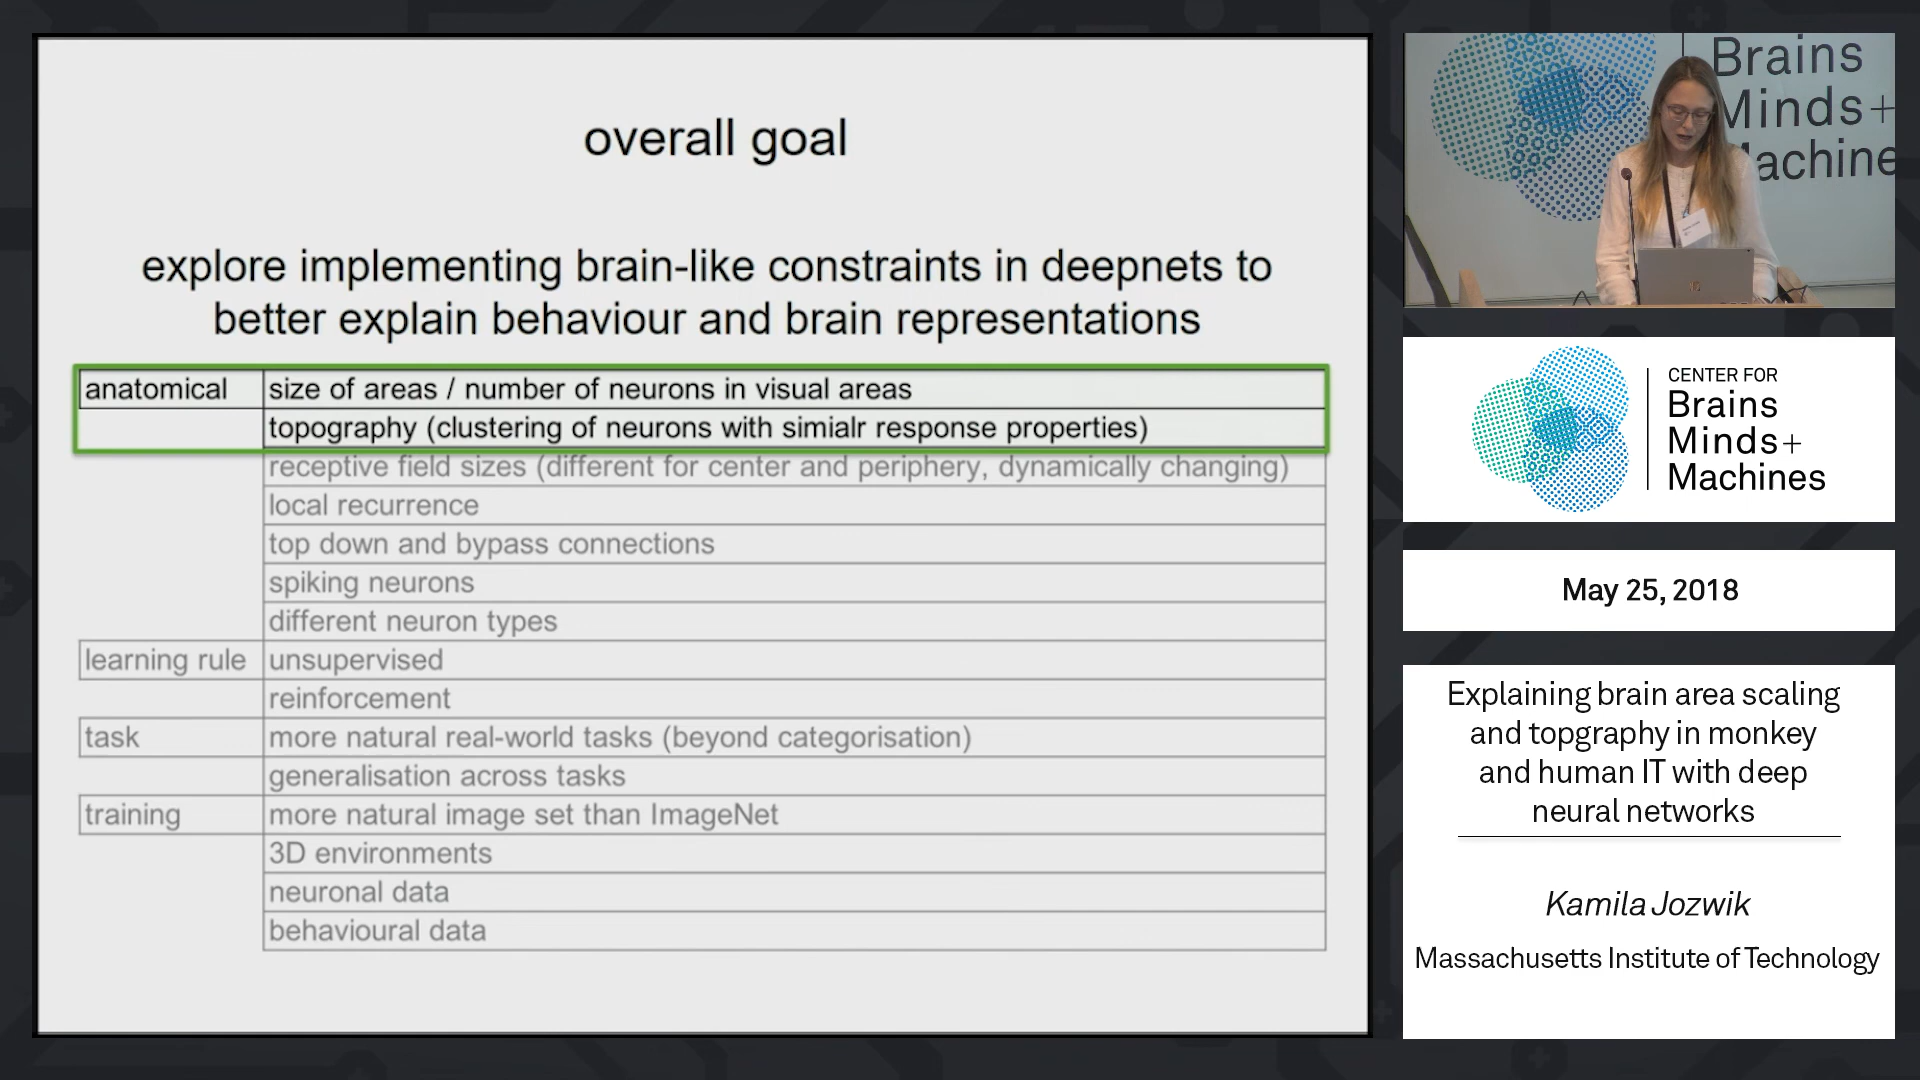 overall goal
explore implementing brain-like constraints in deepnets to
better explain behaviour and brain representations
anatomical size of areas / number of neurons in visual areas
topography (clustering of neurons with simialr response properties)
receptive field sizes (different for center and periphery, dynamically changing)
local recurrence
top down and bypass connections
spiking neurons
different neuron types
learning rule unsupervised
reinforcement
task more natural real-world tasks (beyond categorisation)
generalisation across tasks
training more natural image set than ImageNet
3D environments
neuronal data
behavioural data
Brains
Minds+
Machine
CENTER FOR
Brains
Minds+
Machines
May 25, 2018
Explaining brain area scaling
and topgraphy in monkey
and human IT with deep
neural networks
Kamila Jozwik
Massachusetts Institute of Technology